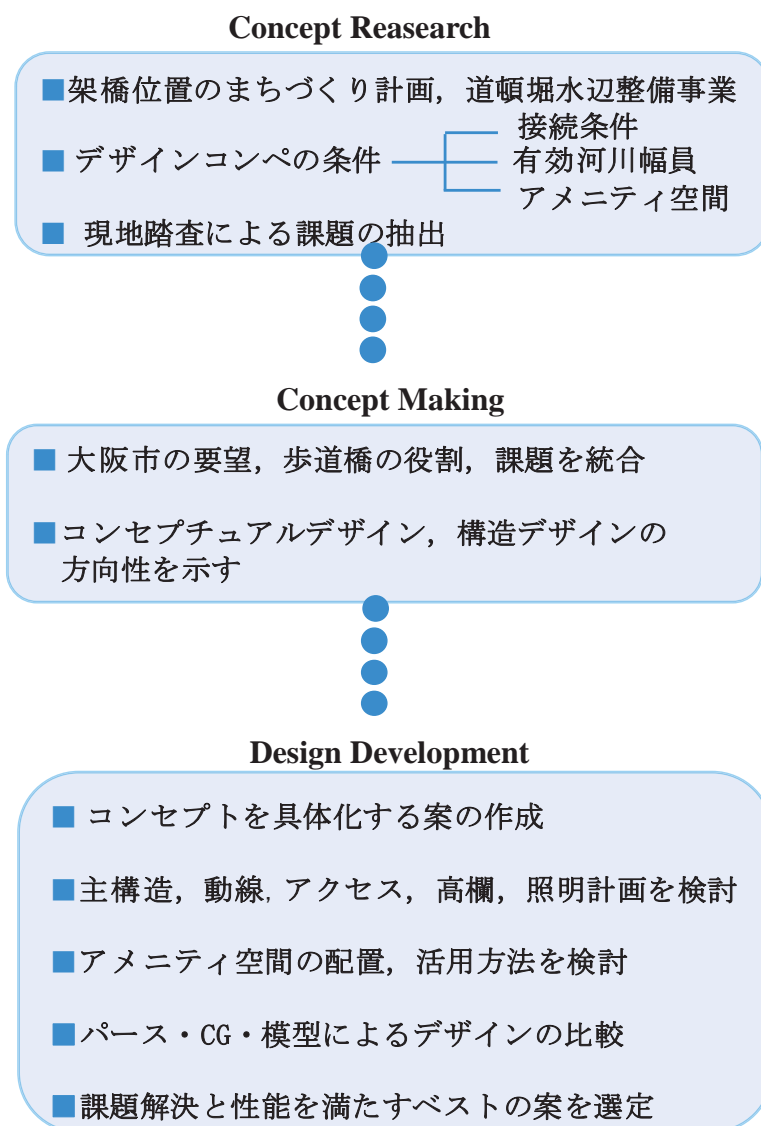 Concept Reasearch
■架橋位置のまちづくり計画，道頓堀水辺整備事業
接続条件
■ デザインコンペの条件
有効河川幅員
アメニティ空間
■ 現地踏査による課題の抽出
Concept Making
■ 大阪市の要望，歩道橋の役割，課題を統合
■コンセプチュアルデザイン，構造デザインの
方向性を示す
Design Development
■ コンセプトを具体化する案の作成
■主構造，動線，アクセス，高欄，照明計画を検討
■アメニティ空間の配置，活用方法を検討
■パース・CG・模型によるデザインの比較
■課題解決と性能を満たすベストの案を選定